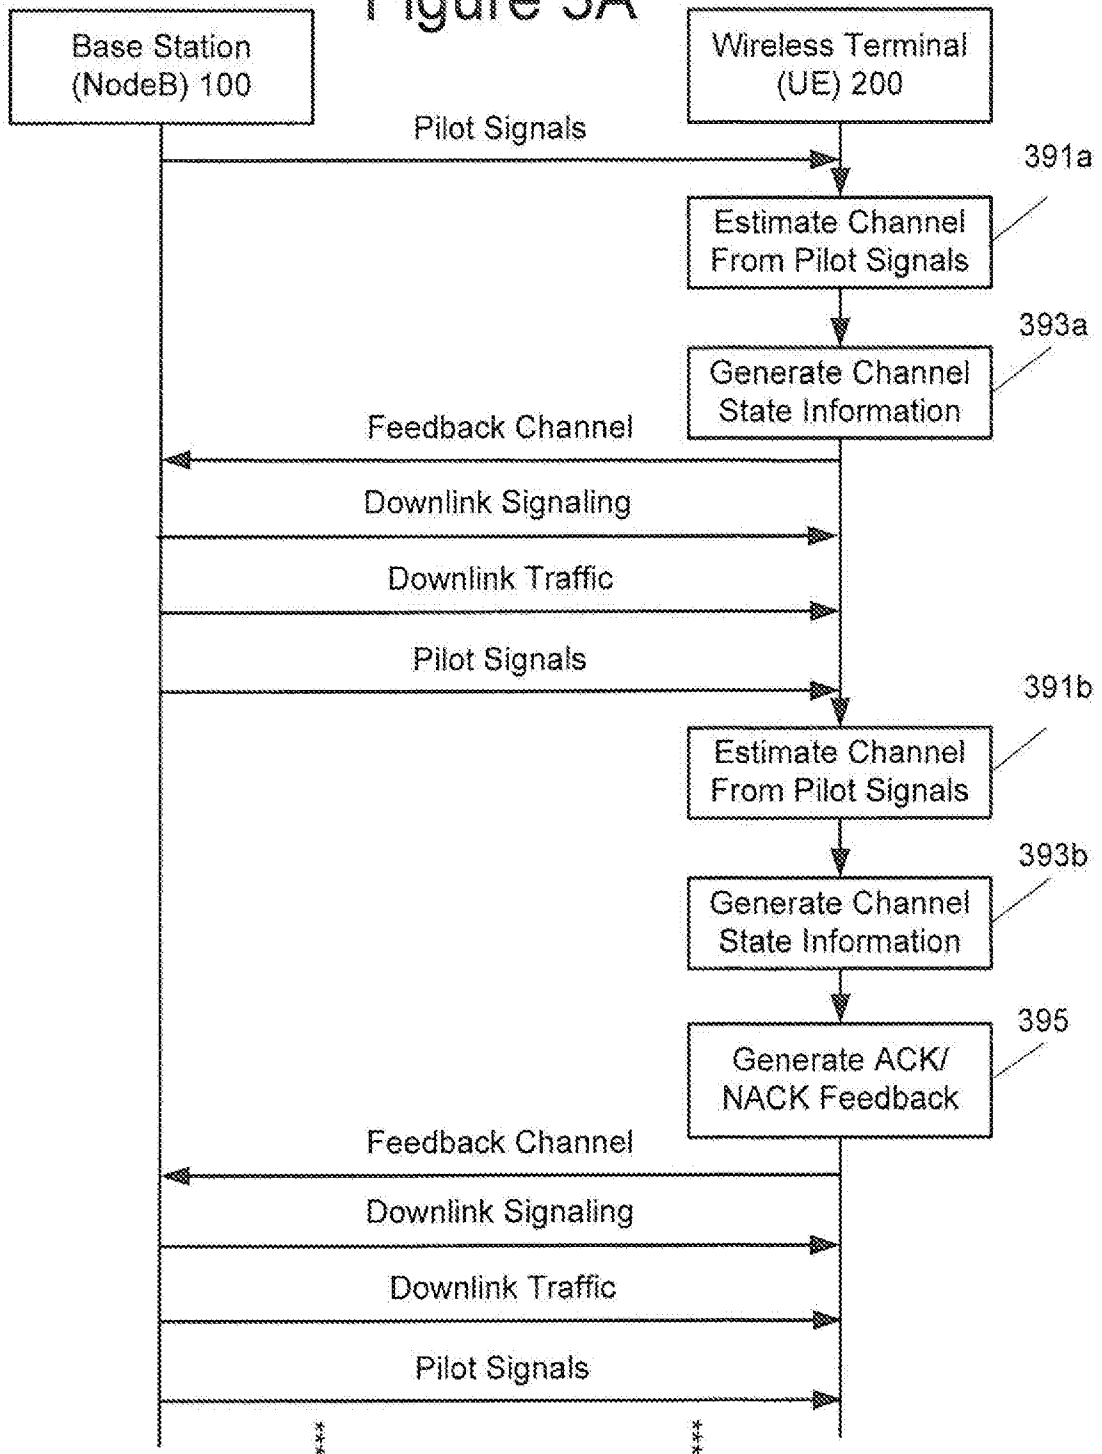 Figure 3A
Base Station
(NodeB) 100
Wireless Terminal
(UE) 200
Pilot Signals
391a
Estimate Channel
From Pilot Signals
393a
Generate Channel
State Information
Feedback Channel
Downlink Signaling
Downlink Traffic
Pilot Signals
391b
Estimate Channel
From Pilot Signals
393b
Generate Channel
State Information
395
Generate ACK/
NACK Feedback
Feedback Channel
Downlink Signaling
Downlink Traffic
Pilot Signals
***
***